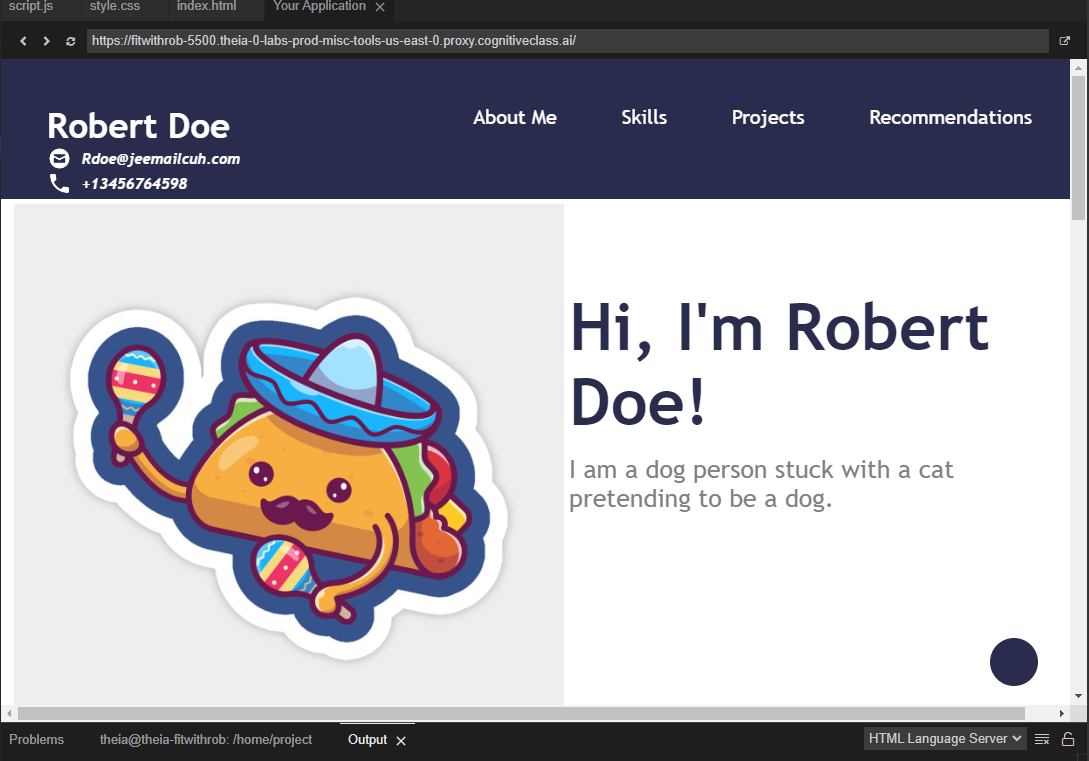 script.js style.css index.html Your Application
https://fitwithrob-5500.theia-0-labs-prod-misc-tools-us-east-0.proxy.cognitiveclass.ai/
Robert Doe
Rdoe@jeemailcuh.com
+13456764598
About Me Skills Projects Recommendations
Hi, I'm Robert
Doe!
I am a dog person stuck with a cat
pretending to be a dog.
Problems theia@theia-fitwithrob: /home/project Output HTML Language Server